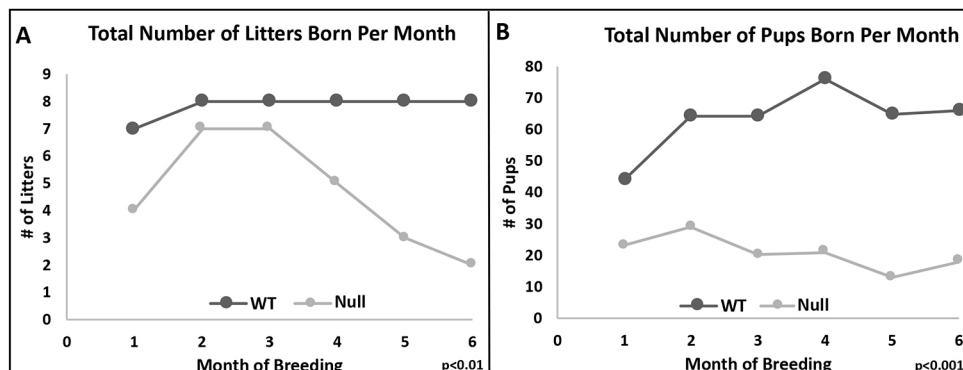 A
Total Number of Litters Born Per Month
# of Litters
9
8
7
6
5
4
3
2
1
0
WT
Null
0 1 2 3 4 5 6
Month of Breeding
p<0.01
B
Total Number of Pups Born Per Month
# of Pups
80
70
60
50
40
30
20
10
0
WT
Null
0 1 2 3 4 5 6
Month of Breeding
p<0.001